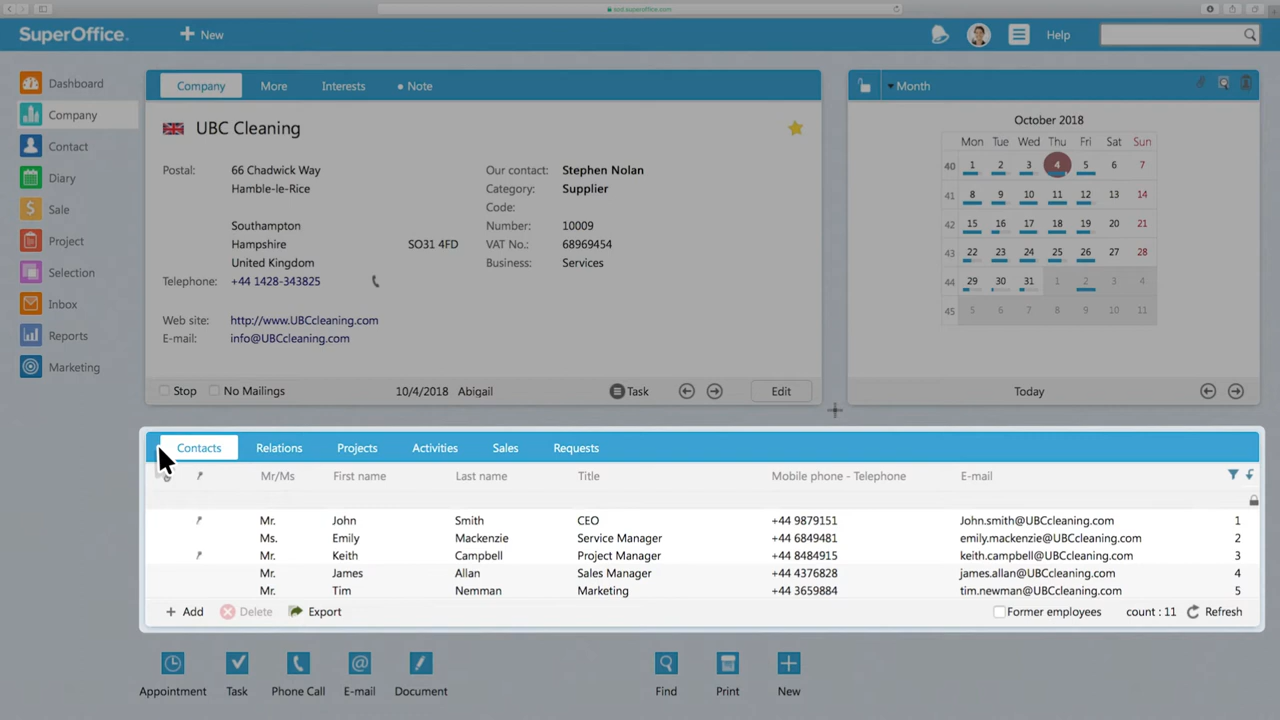 sod.superoffice.com
SuperOffice.
New
Help
Dashboard
Company
Contact
Diary
Sale
Project
Selection
Inbox
Reports
Marketing
Company More Interests • Note
UBC Cleaning
Postal: 66 Chadwick Way
Hamble-le-Rice
Southampton
Hampshire SO31 4FD
United Kingdom
Telephone: +44 1428-343825
Web site: http://www.UBCcleaning.com
E-mail: info@UBCcleaning.com
Our contact: Stephen Nolan
Category: Supplier
Code:
Number: 10009
VAT No.: 68969454
Business: Services
Stop No Mailings 10/4/2018 Abigail Task Edit
Month
October 2018
Mon Tue Wed Thu Fri Sat Sun
40 1 2 3 4 5 6 7
41 8 9 10 11 12 13 14
42 15 16 17 18 19 20 21
43 22 23 24 25 26 27 28
44 29 30 31 1 2 3 4
45 5 6 7 8 9 10 11
Today
Contacts Relations Projects Activities Sales Requests
Mr/Ms First name Last name Title Mobile phone - Telephone E-mail
Mr. John Smith CEO +44 9879151 John.smith@UBCcleaning.com 1
Ms. Emily Mackenzie Service Manager +44 6849481 emily.mackenzie@UBCcleaning.com 2
Mr. Keith Campbell Project Manager +44 8484915 keith.campbell@UBCcleaning.com 3
Mr. James Allan Sales Manager +44 4376828 james.allan@UBCcleaning.com 4
Mr. Tim Nemman Marketing +44 3659884 tim.newman@UBCcleaning.com 5
+ Add Delete Export Former employees count : 11 Refresh
Appointment Task Phone Call E-mail Document Find Print New